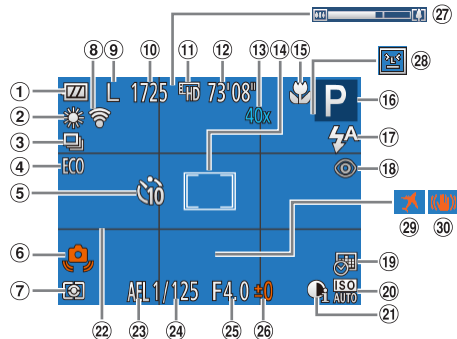 27
8 9 10 11 12 13 14 15
L 1725 EHD 73'08"
28
1
P 16
40x
2
3
A 17
4 ECO
18
5 10
29 30
6
19
7 AFL 1/125 F4.0 ±0
ISO AUTO 20
22 23 24 25 26 21